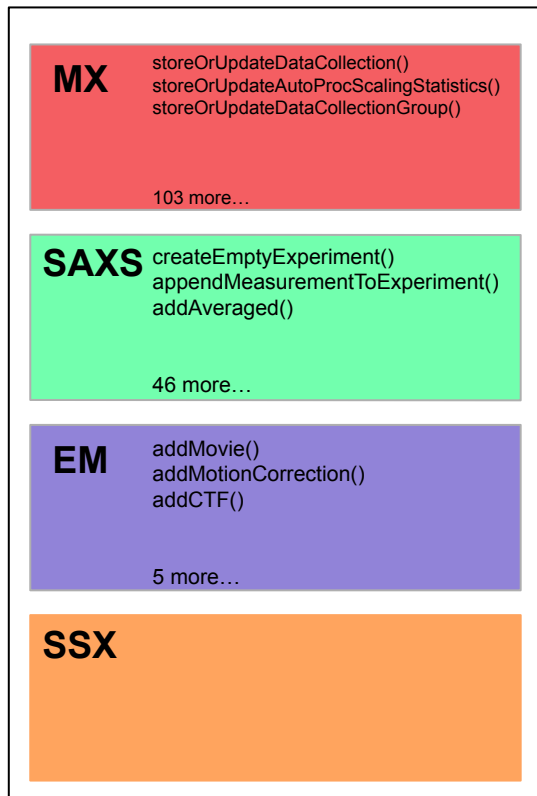 MX
storeOrUpdateDataCollection()
storeOrUpdateAutoProcScalingStatistics()
storeOrUpdateDataCollectionGroup()
103 more…
SAXS
createEmptyExperiment()
appendMeasurementToExperiment()
addAveraged()
46 more…
EM
addMovie()
addMotionCorrection()
addCTF()
5 more…
SSX